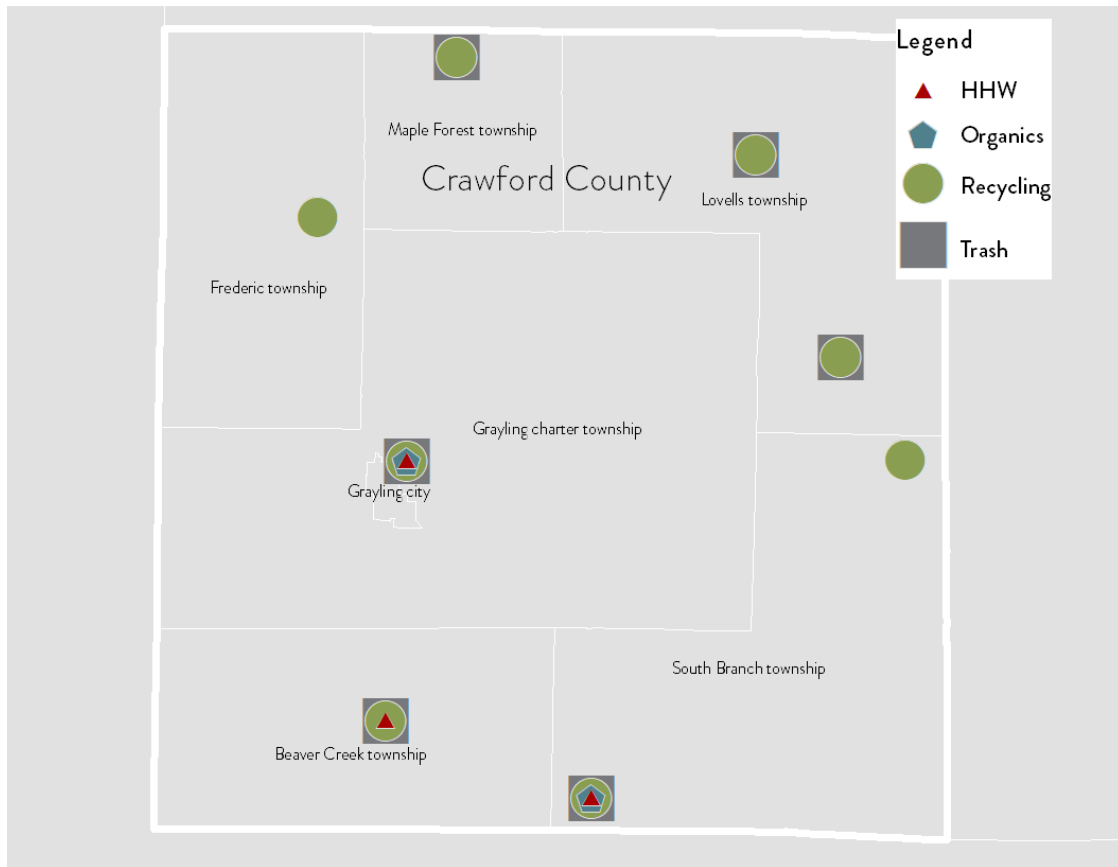 Legend
HHW
Organics
Recycling
Trash
Maple Forest township
Crawford County
Lovells township
Frederic township
Grayling charter township
Grayling city
South Branch township
Beaver Creek township